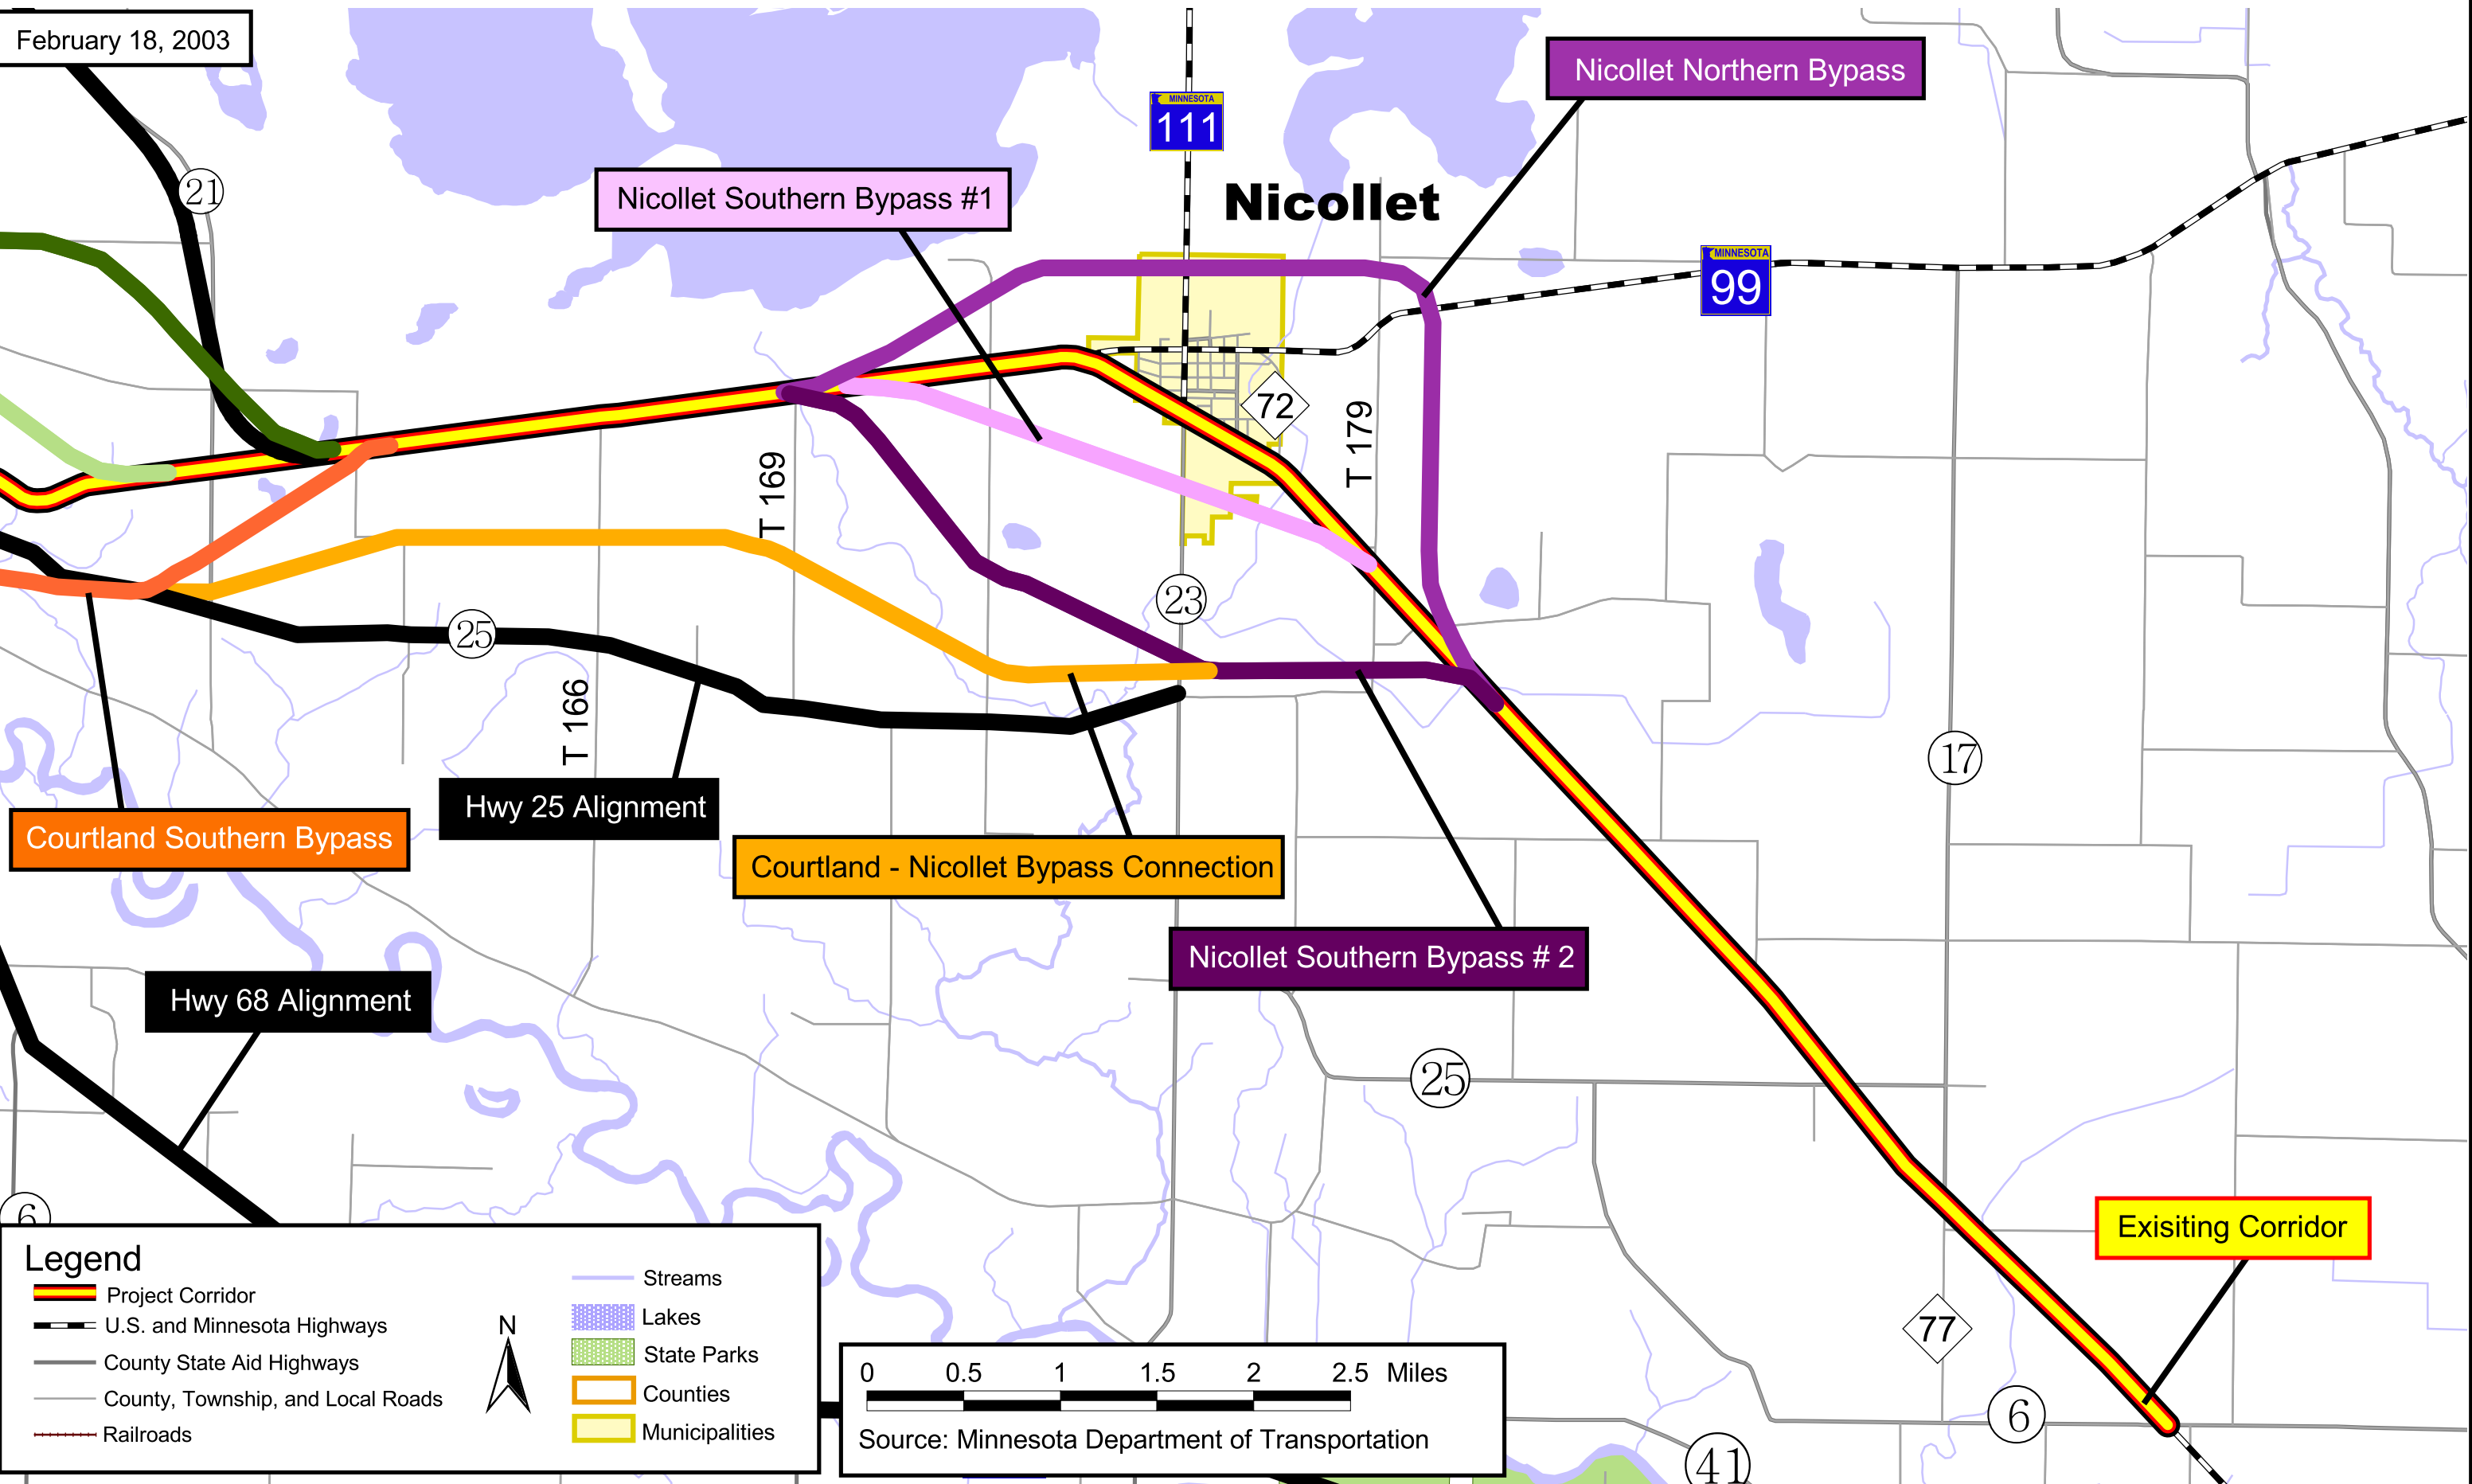 February 18, 2003
Nicollet Northern Bypass
MINNESOTA
111
21
Nicollet Southern Bypass #1
Nicollet
MINNESOTA
99
72
T 179
T 169
23
25
T 166
17
Hwy 25 Alignment
Courtland Southern Bypass
Courtland - Nicollet Bypass Connection
Nicollet Southern Bypass # 2
Hwy 68 Alignment
25
6
Exisiting Corridor
77
6
41
Legend
Project Corridor
U.S. and Minnesota Highways
County State Aid Highways
County, Township, and Local Roads
Railroads
N
Streams
Lakes
State Parks
Counties
Municipalities
0 0.5 1 1.5 2 2.5 Miles
Source: Minnesota Department of Transportation